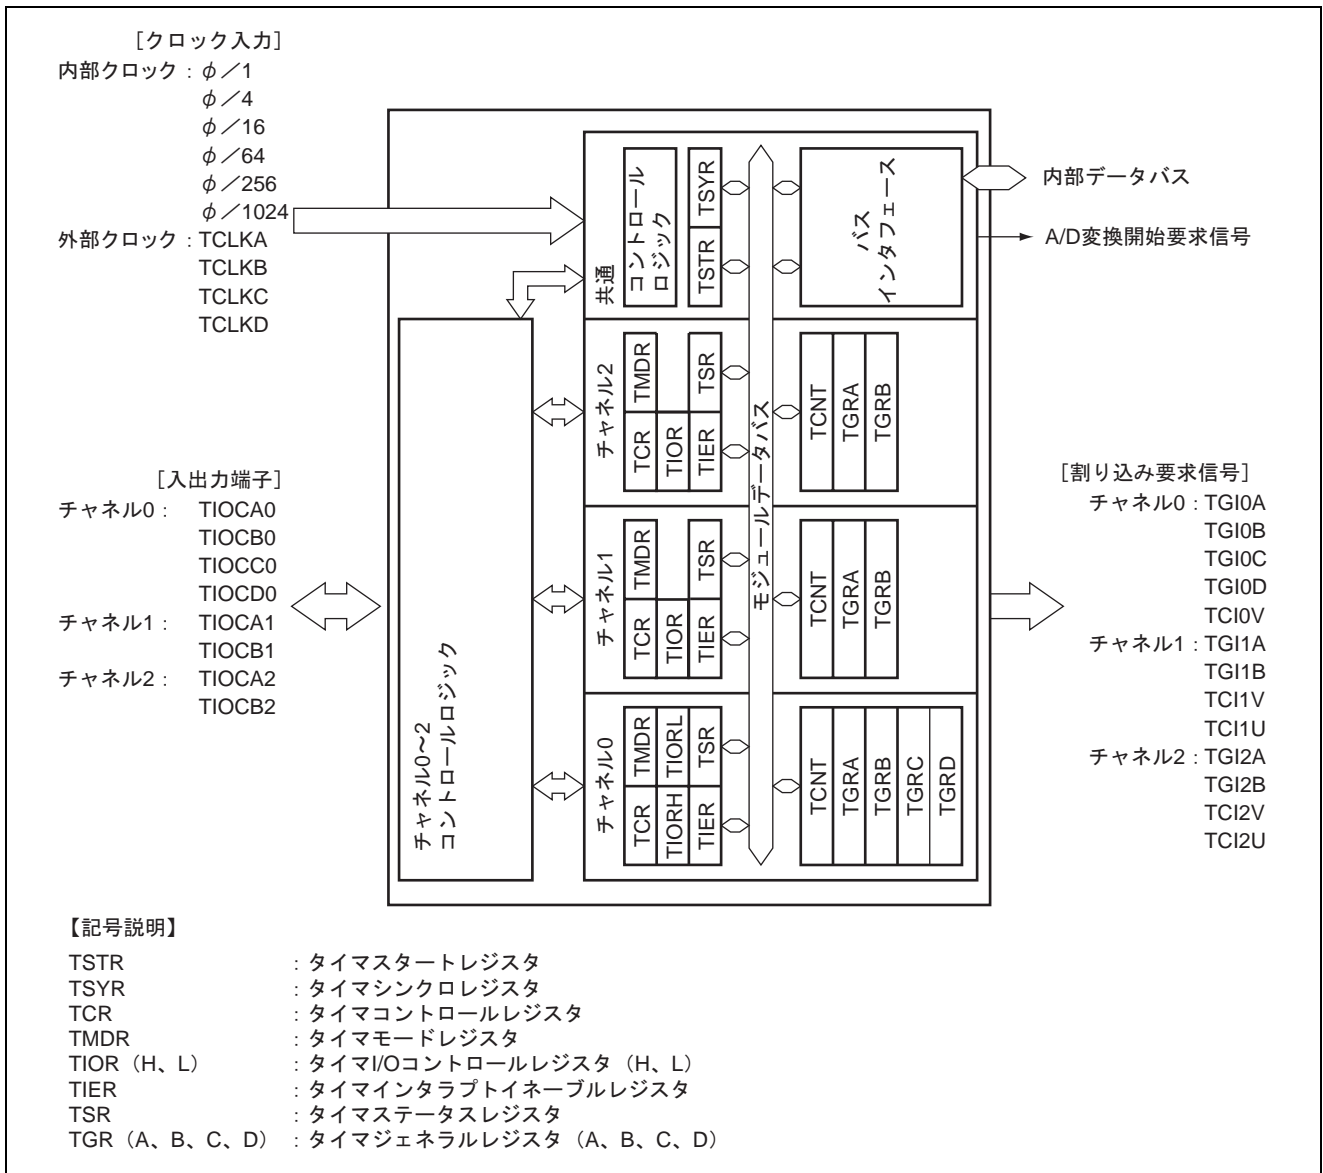 ［クロック入力］
内部クロック：φ／1
φ／4
φ／16
φ／64
φ／256
φ／1024
外部クロック：TCLKA
TCLKB
TCLKC
TCLKD
共通
コントロール
ロジック
TSTR
TSYR
バス
インタフェース
内部データバス
A/D変換開始要求信号
チャネル2
TCR
TMDR
TIOR
TIER
TSR
TCNT
TGRA
TGRB
モジュールデータバス
チャネル1
TCR
TMDR
TIOR
TIER
TSR
TCNT
TGRA
TGRB
チャネル0
TCR
TMDR
TIORH
TIORL
TIER
TSR
TCNT
TGRA
TGRB
TGRC
TGRD
チャネル0～2
コントロールロジック
［入出力端子］
チャネル0： TIOCA0
TIOCB0
TIOCC0
TIOCD0
チャネル1： TIOCA1
TIOCB1
チャネル2： TIOCA2
TIOCB2
［割り込み要求信号］
チャネル0：TGI0A
TGI0B
TGI0C
TGI0D
TCI0V
チャネル1：TGI1A
TGI1B
TCI1V
TCI1U
チャネル2：TGI2A
TGI2B
TCI2V
TCI2U
【記号説明】
TSTR ：タイマスタートレジスタ
TSYR ：タイマシンクロレジスタ
TCR ：タイマコントロールレジスタ
TMDR ：タイマモードレジスタ
TIOR（H、L） ：タイマI/Oコントロールレジスタ（H、L）
TIER ：タイマインタラプトイネーブルレジスタ
TSR ：タイマステータスレジスタ
TGR（A、B、C、D） ：タイマジェネラルレジスタ（A、B、C、D）